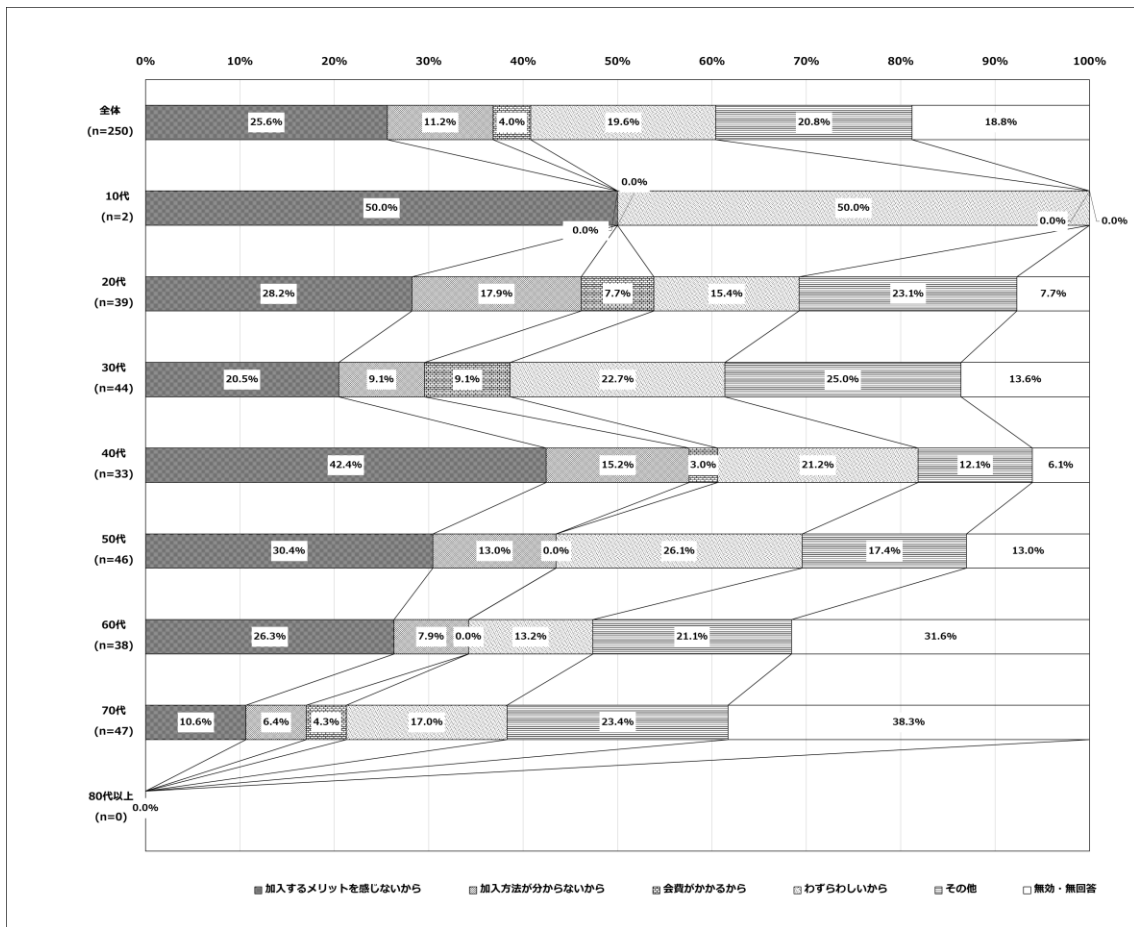 0% 10% 20% 30% 40% 50% 60% 70% 80% 90% 100%
全体
(n=250)
25.6% 11.2% 4.0% 19.6% 20.8% 18.8%
10代
(n=2)
50.0% 0.0% 0.0% 50.0% 0.0% 0.0%
20代
(n=39)
28.2% 17.9% 7.7% 15.4% 23.1% 7.7%
30代
(n=44)
20.5% 9.1% 9.1% 22.7% 25.0% 13.6%
40代
(n=33)
42.4% 15.2% 3.0% 21.2% 12.1% 6.1%
50代
(n=46)
30.4% 13.0% 0.0% 26.1% 17.4% 13.0%
60代
(n=38)
26.3% 7.9% 0.0% 13.2% 21.1% 31.6%
70代
(n=47)
10.6% 6.4% 4.3% 17.0% 23.4% 38.3%
80代以上
(n=0)
0.0%
加入するメリットを感じないから 加入方法が分からないから 会費がかかるから わずらわしいから その他 無効・無回答